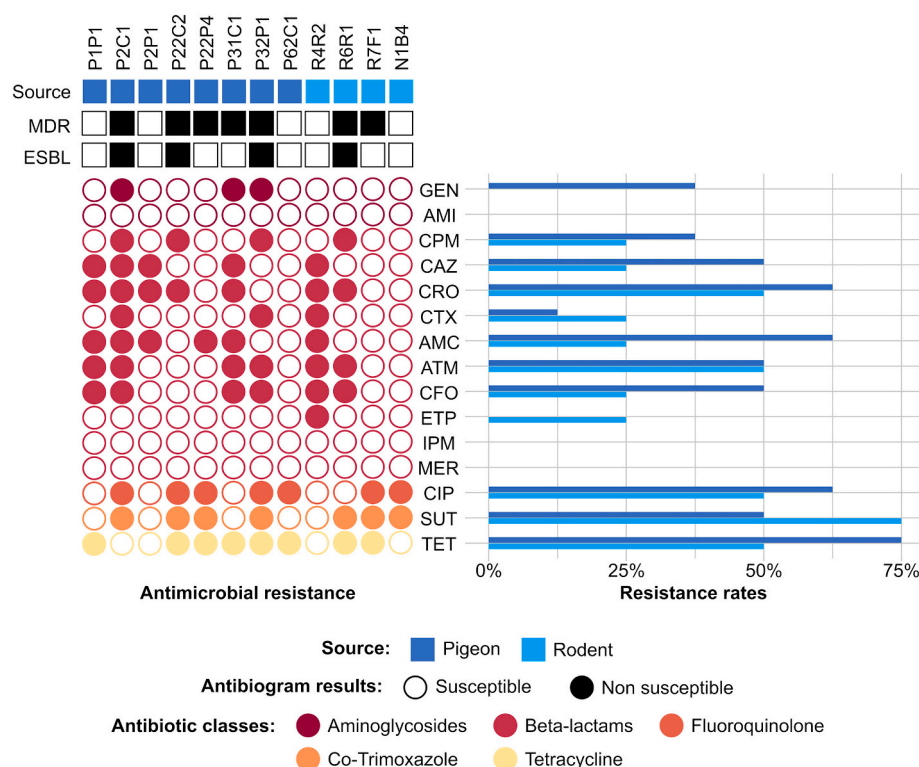 P1P1 P2C1 P2P1 P22C2 P22P4 P31C1 P32P1 P62C1 R4R2 R6R1 R7F1 N1B4
Source
MDR
ESBL
GEN
AMI
CPM
CAZ
CRO
CTX
AMC
ATM
CFO
ETP
IPM
MER
CIP
SUT
TET
0% 25% 50% 75%
Antimicrobial resistance Resistance rates
Source: Pigeon Rodent
Antibiogram results: Susceptible Non susceptible
Antibiotic classes: Aminoglycosides Beta-lactams Fluoroquinolone
Co-Trimoxazole Tetracycline